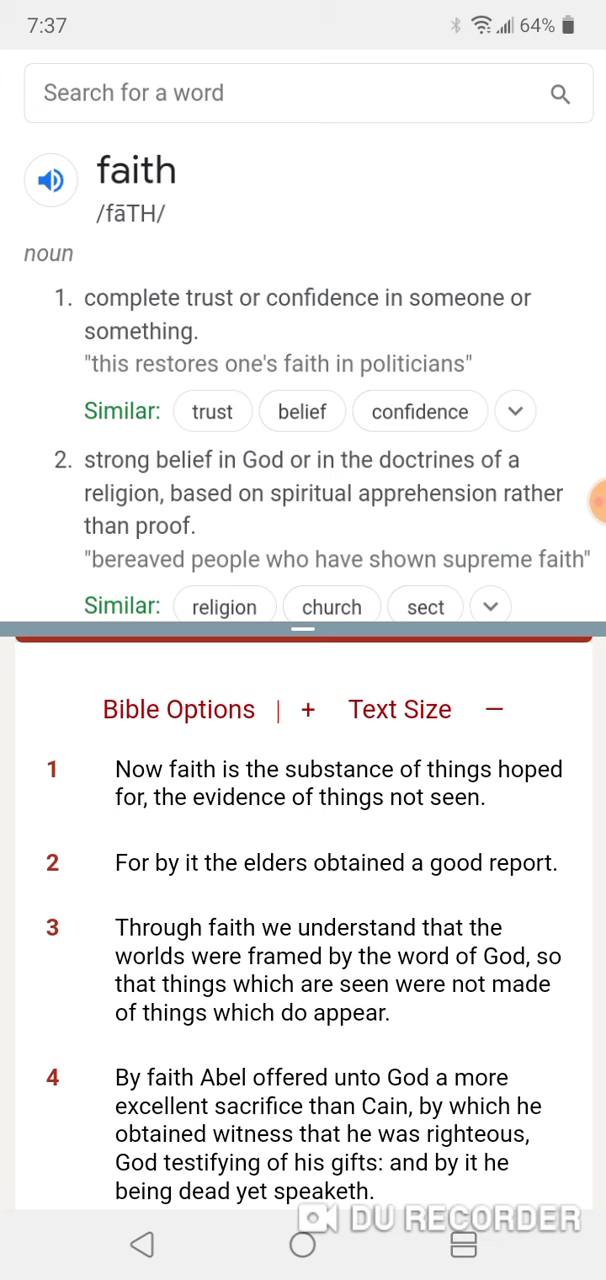 7:37
64%
Search for a word
faith
/fāTH/
noun
1. complete trust or confidence in someone or
something.
"this restores one's faith in politicians"
Similar: trust belief confidence
2. strong belief in God or in the doctrines of a
religion, based on spiritual apprehension rather
than proof.
"bereaved people who have shown supreme faith"
Similar: religion church sect
Bible Options | + Text Size —
1 Now faith is the substance of things hoped
for, the evidence of things not seen.
2 For by it the elders obtained a good report.
3 Through faith we understand that the
worlds were framed by the word of God, so
that things which are seen were not made
of things which do appear.
4 By faith Abel offered unto God a more
excellent sacrifice than Cain, by which he
obtained witness that he was righteous,
God testifying of his gifts: and by it he
being dead yet speaketh.
DU RECORDER